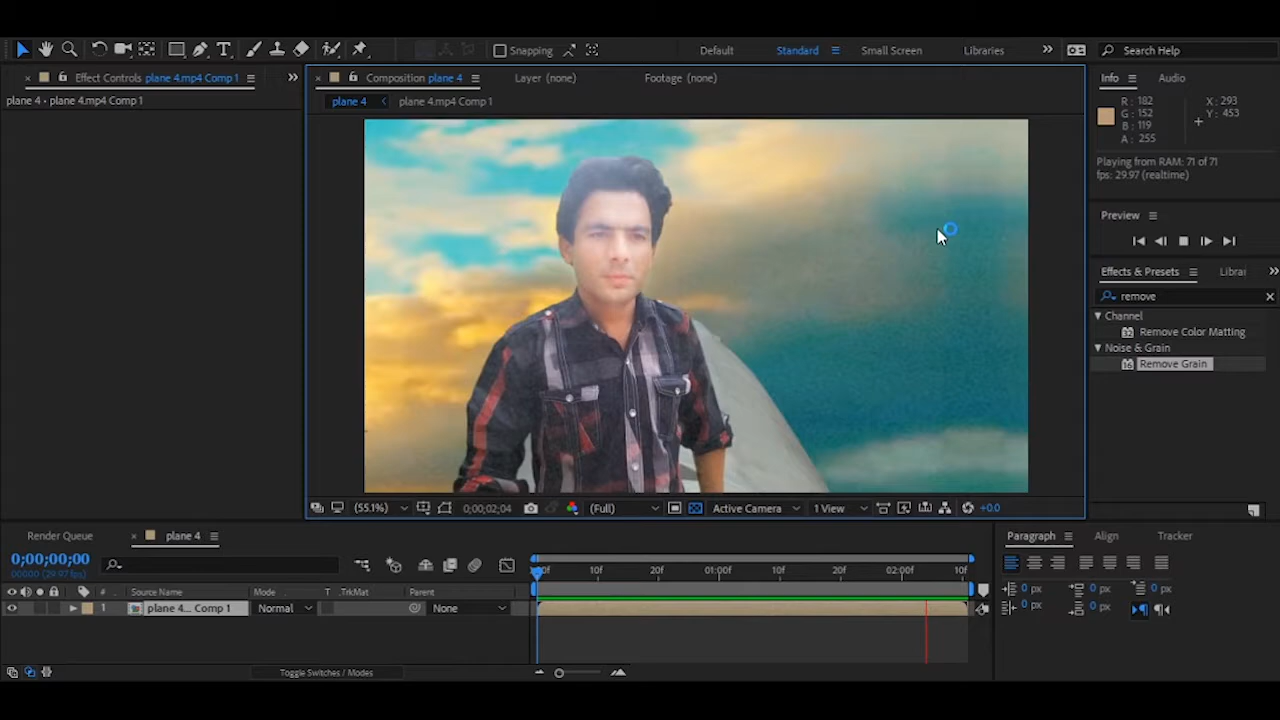 Snapping
Default
Standard
Small Screen
Libraries
Search Help
Effect Controls plane 4.mp4 Comp 1
Composition plane 4
Layer (none)
Footage (none)
Info
Audio
plane 4 • plane 4.mp4 Comp 1
plane 4
plane 4.mp4 Comp 1
R: 182
G: 152
B: 119
A: 255
X: 293
Y: 453
Playing from RAM: 71 of 71
fps: 29.97 (realtime)
Preview
Effects & Presets
Librai
remove
Channel
Remove Color Matting
Noise & Grain
Remove Grain
(55.1%)
0;00;02;04
(Full)
Active Camera
1 View
+0.0
Render Queue
plane 4
0;00;00;00
00000 (29.97 fps)
Paragraph
Align
Tracker
10f
20f
01:00f
10f
20f
02:00f
10f
# Source Name
Mode
T .TrkMat
Parent
1 plane 4... Comp 1
Normal
None
0 px
0 px
0 px
0 px
0 px
Toggle Switches / Modes